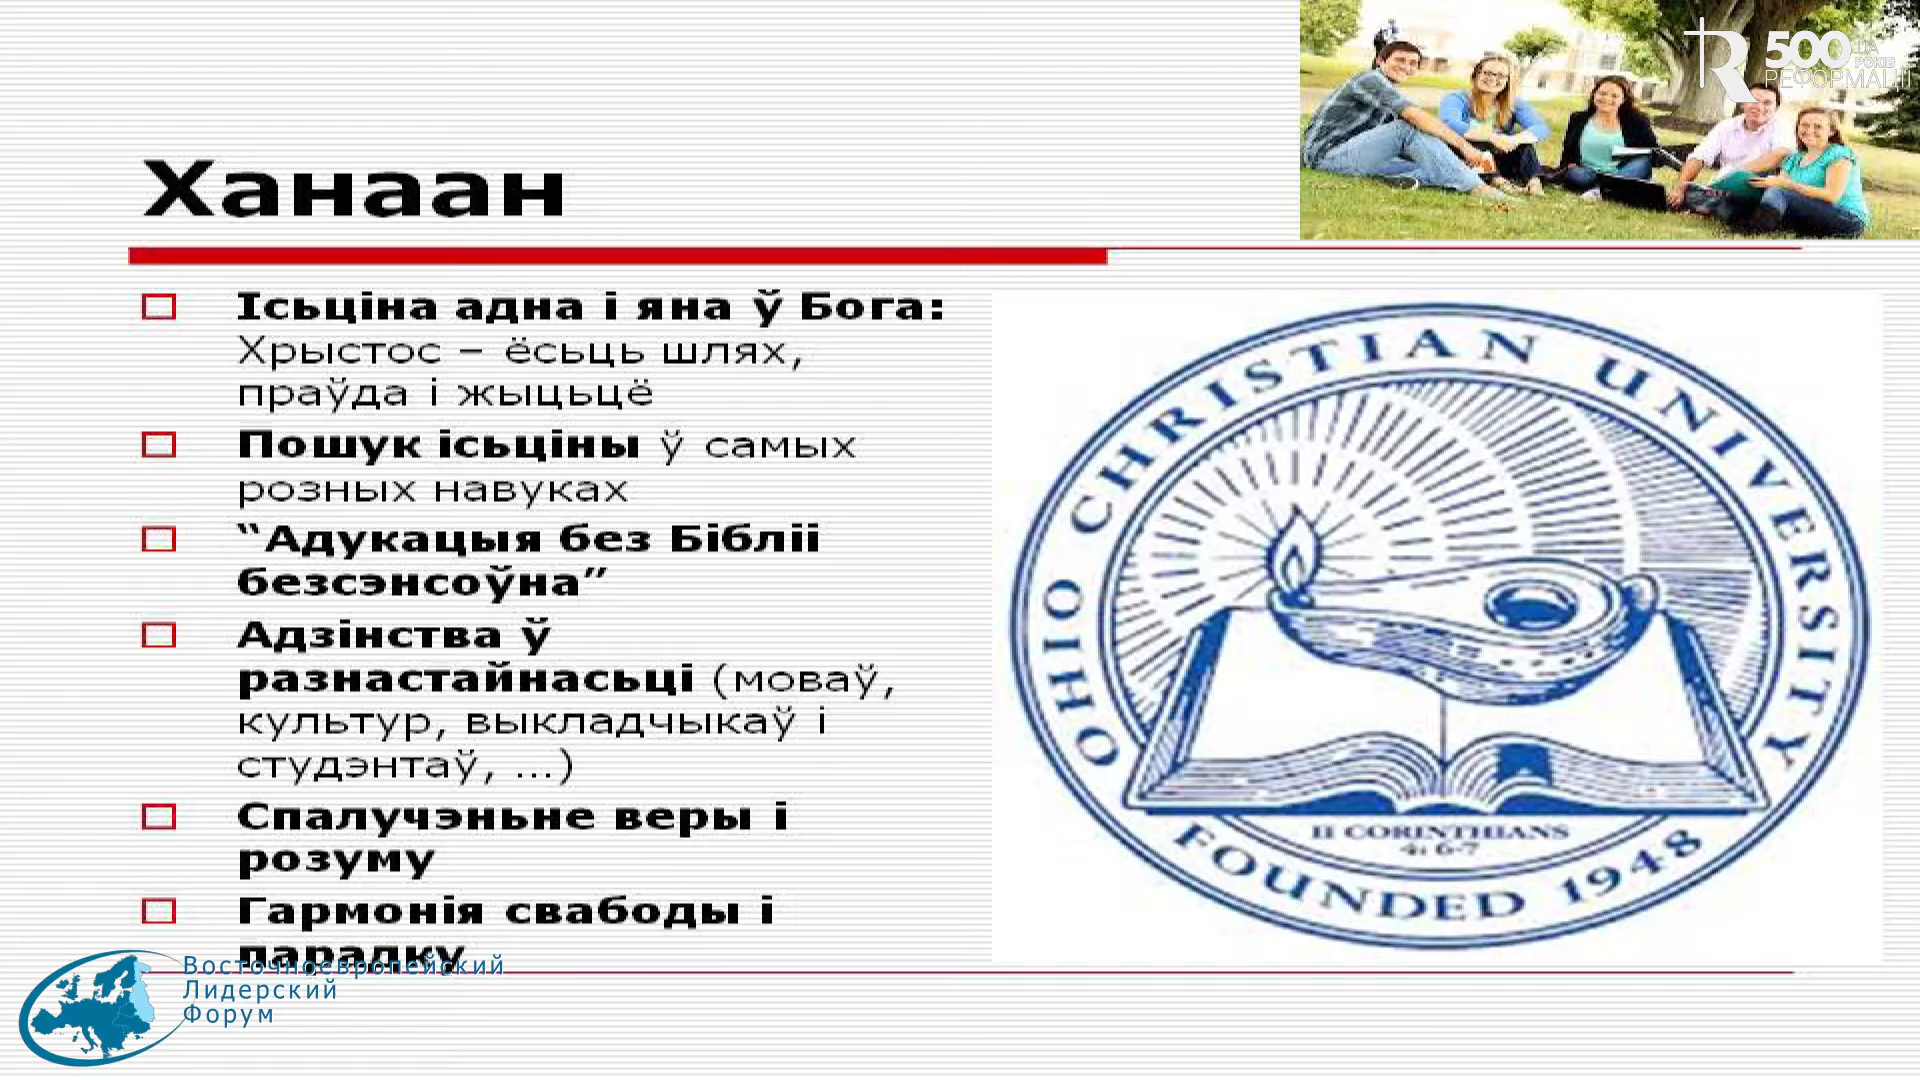 500
РОКІВ
РЕФОРМАЦІЇ
Ханаан
Ісьціна адна і яна ў Бога:
Хрыстос – ёсьць шлях,
праўда і жыцьцё
Пошук ісьціны ў самых
розных навуках
“Адукацыя без Бібліі
безсэнсоўна”
Адзінства ў
разнастайнасьці (моваў,
культур, выкладчыкаў і
студэнтаў, ...)
Спалучэньне веры і
розуму
Гармонія свабоды і
парадку
OHIO CHRISTIAN UNIVERSITY
II CORINTHIANS
4: 6-7
FOUNDED 1948
Восточноевропейский
Лидерский
Форум